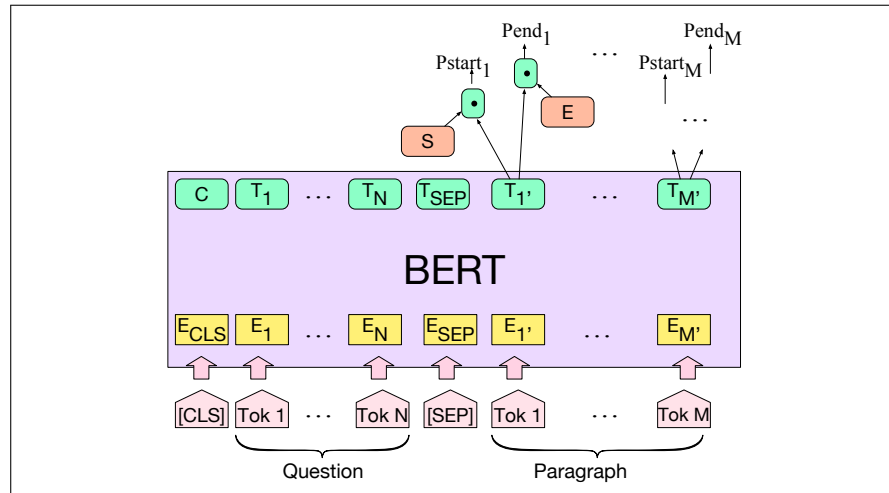 Pend1 ... PendM
Pstart1 PstartM
E
S ...
C T1 ... TN TSEP T1' ... TM'
BERT
ECLS E1 ... EN ESEP E1' ... EM'
[CLS] Tok 1 ... Tok N [SEP] Tok 1 ... Tok M
Question Paragraph